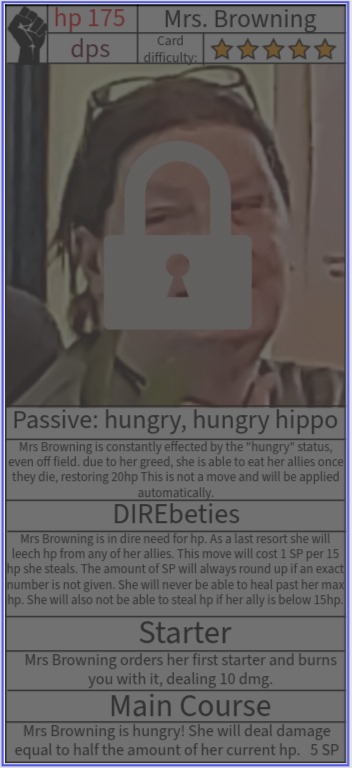 hp 175
Mrs. Browning
dps
Card
difficulty:
Passive: hungry, hungry hippo
Mrs Browning is constantly effected by the "hungry" status,
even off field. due to her greed, she is able to eat her allies once
they die, restoring 20hp This is not a move and will be applied
automatically.
DIREbeties
Mrs Browning is in dire need for hp. As a last resort she will
leech hp from any of her allies. This move will cost 1 SP per 15
hp she steals. The amount of SP will always round up if an exact
number is not given. She will never be able to heal past her max
hp. She will also not be able to steal hp if her ally is below 15hp.
Starter
Mrs Browning orders her first starter and burns
you with it, dealing 10 dmg.
Main Course
Mrs Browning is hungry! She will deal damage
equal to half the amount of her current hp. 5 SP